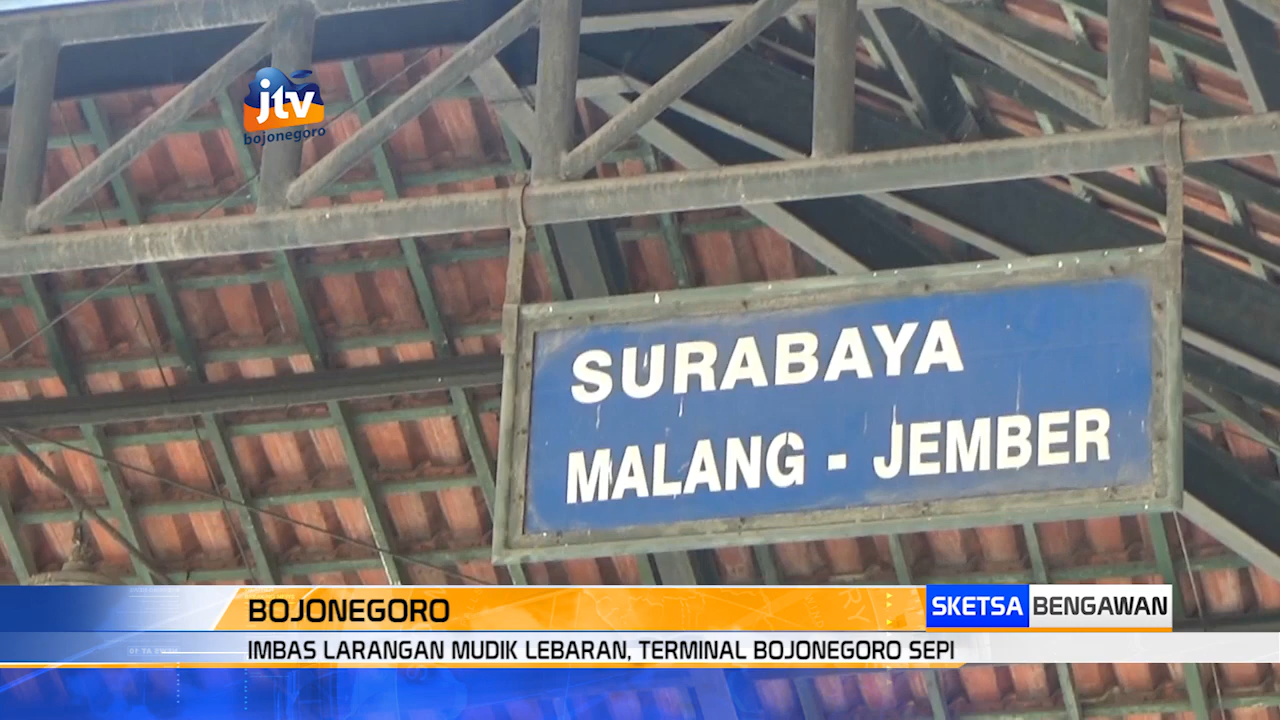 jtv
bojonegoro
SURABAYA
MALANG - JEMBER
BOJONEGORO
SKETSA BENGAWAN
IMBAS LARANGAN MUDIK LEBARAN, TERMINAL BOJONEGORO SEPI